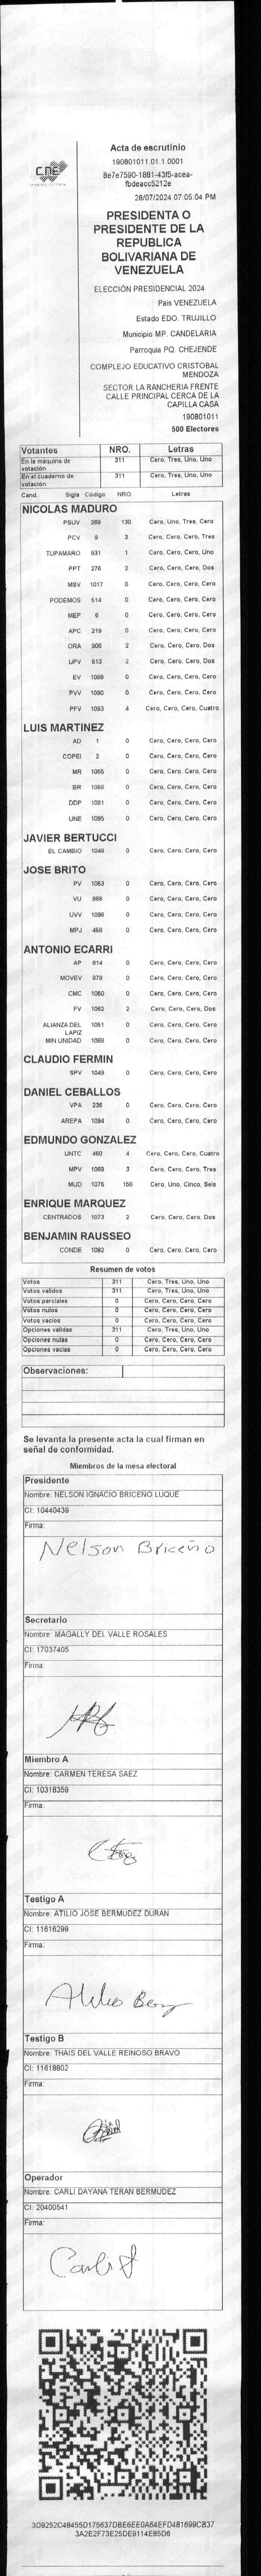 CNE
Acta de escrutinio
190801011.01.1.0001
8e7e7590-1881-43f5-acea-
fbdeacc5212e
28/07/2024 07:05:04 PM
PRESIDENTA O
PRESIDENTE DE LA
REPUBLICA
BOLIVARIANA DE
VENEZUELA
ELECCIÓN PRESIDENCIAL 2024
Pais VENEZUELA
Estado EDO. TRUJILLO
Municipio MP. CANDELARIA
Parroquia PQ. CHEJENDE
COMPLEJO EDUCATIVO CRISTOBAL
MENDOZA
SECTOR LA RANCHERIA FRENTE
CALLE PRINCIPAL CERCA DE LA
CAPILLA CASA
190801011
500 Electores
Votantes NRO. Letras
En la máquina de votación 311 Cero, Tres, Uno, Uno
En el cuaderno de votación 311 Cero, Tres, Uno, Uno
Cand. Sigla Código NRO. Letras
NICOLAS MADURO
PSUV 269 130 Cero, Uno, Tres, Cero
PCV 9 3 Cero, Cero, Cero, Tres
TUPAMARO 931 1 Cero, Cero, Cero, Uno
PPT 276 2 Cero, Cero, Cero, Dos
MSV 1017 0 Cero, Cero, Cero, Cero
PODEMOS 514 0 Cero, Cero, Cero, Cero
MEP 6 0 Cero, Cero, Cero, Cero
APC 219 0 Cero, Cero, Cero, Cero
ORA 906 2 Cero, Cero, Cero, Dos
UPV 513 2 Cero, Cero, Cero, Dos
EV 1089 0 Cero, Cero, Cero, Cero
PVV 1090 0 Cero, Cero, Cero, Cero
PFV 1093 4 Cero, Cero, Cero, Cuatro
LUIS MARTINEZ
AD 1 0 Cero, Cero, Cero, Cero
COPEI 2 0 Cero, Cero, Cero, Cero
MR 1065 0 Cero, Cero, Cero, Cero
BR 1066 0 Cero, Cero, Cero, Cero
DDP 1091 0 Cero, Cero, Cero, Cero
UNE 1095 0 Cero, Cero, Cero, Cero
JAVIER BERTUCCI
EL CAMBIO 1048 0 Cero, Cero, Cero, Cero
JOSE BRITO
PV 1053 0 Cero, Cero, Cero, Cero
VU 868 0 Cero, Cero, Cero, Cero
UVV 1096 0 Cero, Cero, Cero, Cero
MPJ 459 0 Cero, Cero, Cero, Cero
ANTONIO ECARRI
AP 814 0 Cero, Cero, Cero, Cero
MOVEV 979 0 Cero, Cero, Cero, Cero
CMC 1050 0 Cero, Cero, Cero, Cero
FV 1062 2 Cero, Cero, Cero, Dos
ALIANZA DEL LAPIZ 1051 0 Cero, Cero, Cero, Cero
MIN UNIDAD 1068 0 Cero, Cero, Cero, Cero
CLAUDIO FERMIN
SPV 1049 0 Cero, Cero, Cero, Cero
DANIEL CEBALLOS
VPA 236 0 Cero, Cero, Cero, Cero
AREPA 1094 0 Cero, Cero, Cero, Cero
EDMUNDO GONZALEZ
UNTC 460 4 Cero, Cero, Cero, Cuatro
MPV 1069 3 Cero, Cero, Cero, Tres
MUD 1075 156 Cero, Uno, Cinco, Seis
ENRIQUE MARQUEZ
CENTRADOS 1073 2 Cero, Cero, Cero, Dos
BENJAMIN RAUSSEO
CONDE 1092 0 Cero, Cero, Cero, Cero
Resumen de votos
Votos 311 Cero, Tres, Uno, Uno
Votos validos 311 Cero, Tres, Uno, Uno
Votos parciales 0 Cero, Cero, Cero, Cero
Votos nulos 0 Cero, Cero, Cero, Cero
Votos vacios 0 Cero, Cero, Cero, Cero
Opciones validas 311 Cero, Tres, Uno, Uno
Opciones nulas 0 Cero, Cero, Cero, Cero
Opciones vacias 0 Cero, Cero, Cero, Cero
Observaciones:
Se levanta la presente acta la cual firman en
señal de conformidad.
Miembros de la mesa electoral
Presidente
Nombre: NELSON IGNACIO BRICEÑO LUQUE
CI: 10440439
Firma:
Nelson Briceño
Secretario
Nombre: MAGALLY DEL VALLE ROSALES
CI: 17037405
Firma:
Miembro A
Nombre: CARMEN TERESA SAEZ
CI: 10318359
Firma:
Testigo A
Nombre: ATILIO JOSE BERMUDEZ DURAN
CI: 11616299
Firma:
Testigo B
Nombre: THAIS DEL VALLE REINOSO BRAVO
CI: 11618802
Firma:
Operador
Nombre: CARLI DAYANA TERAN BERMUDEZ
CI: 20400541
Firma:
3D9252C46455D175637DBE6EE0A64EFD481699CB37
3A2E2F73E25DE9114E85D6